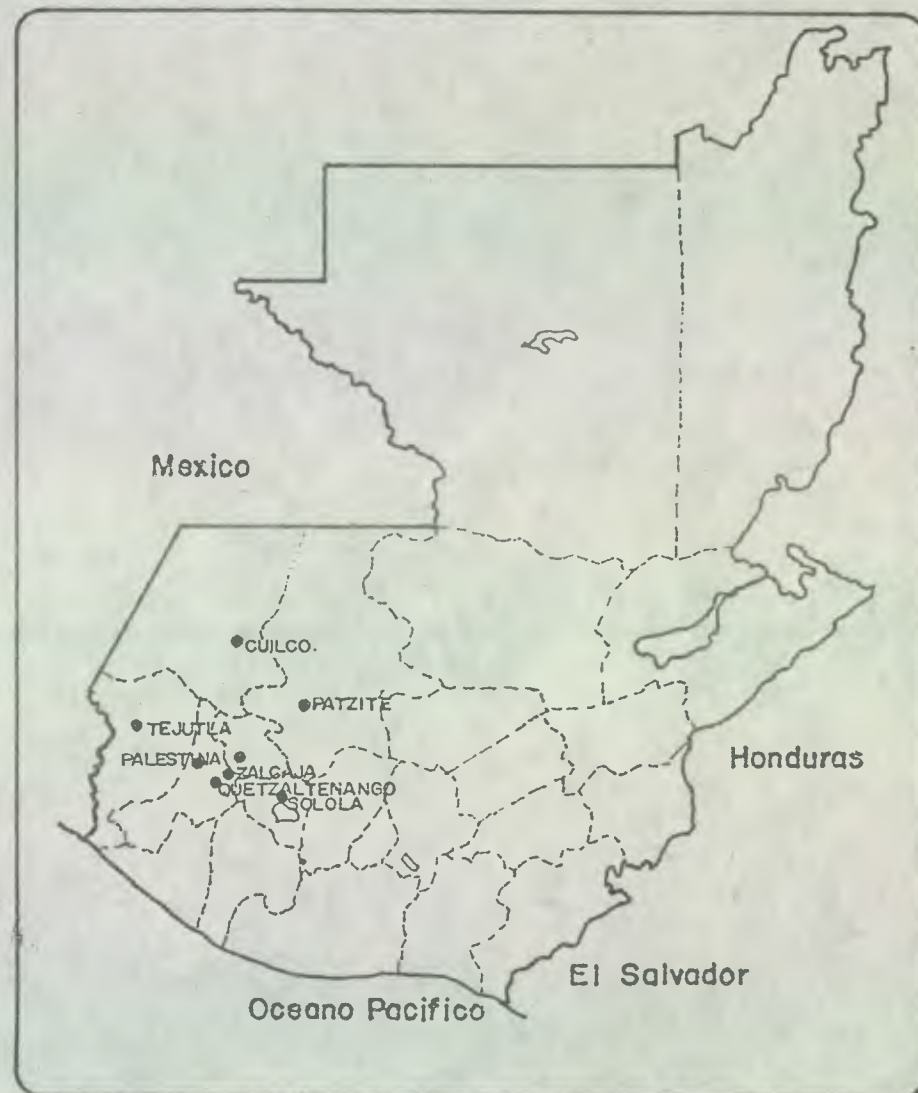 Mexico
CUILCO.
PATZITE
TEJUTLA
PALESTINA
ZALCAJA
QUETZALTENANGO
SOLOLA
Honduras
El Salvador
Oceano Pacifico